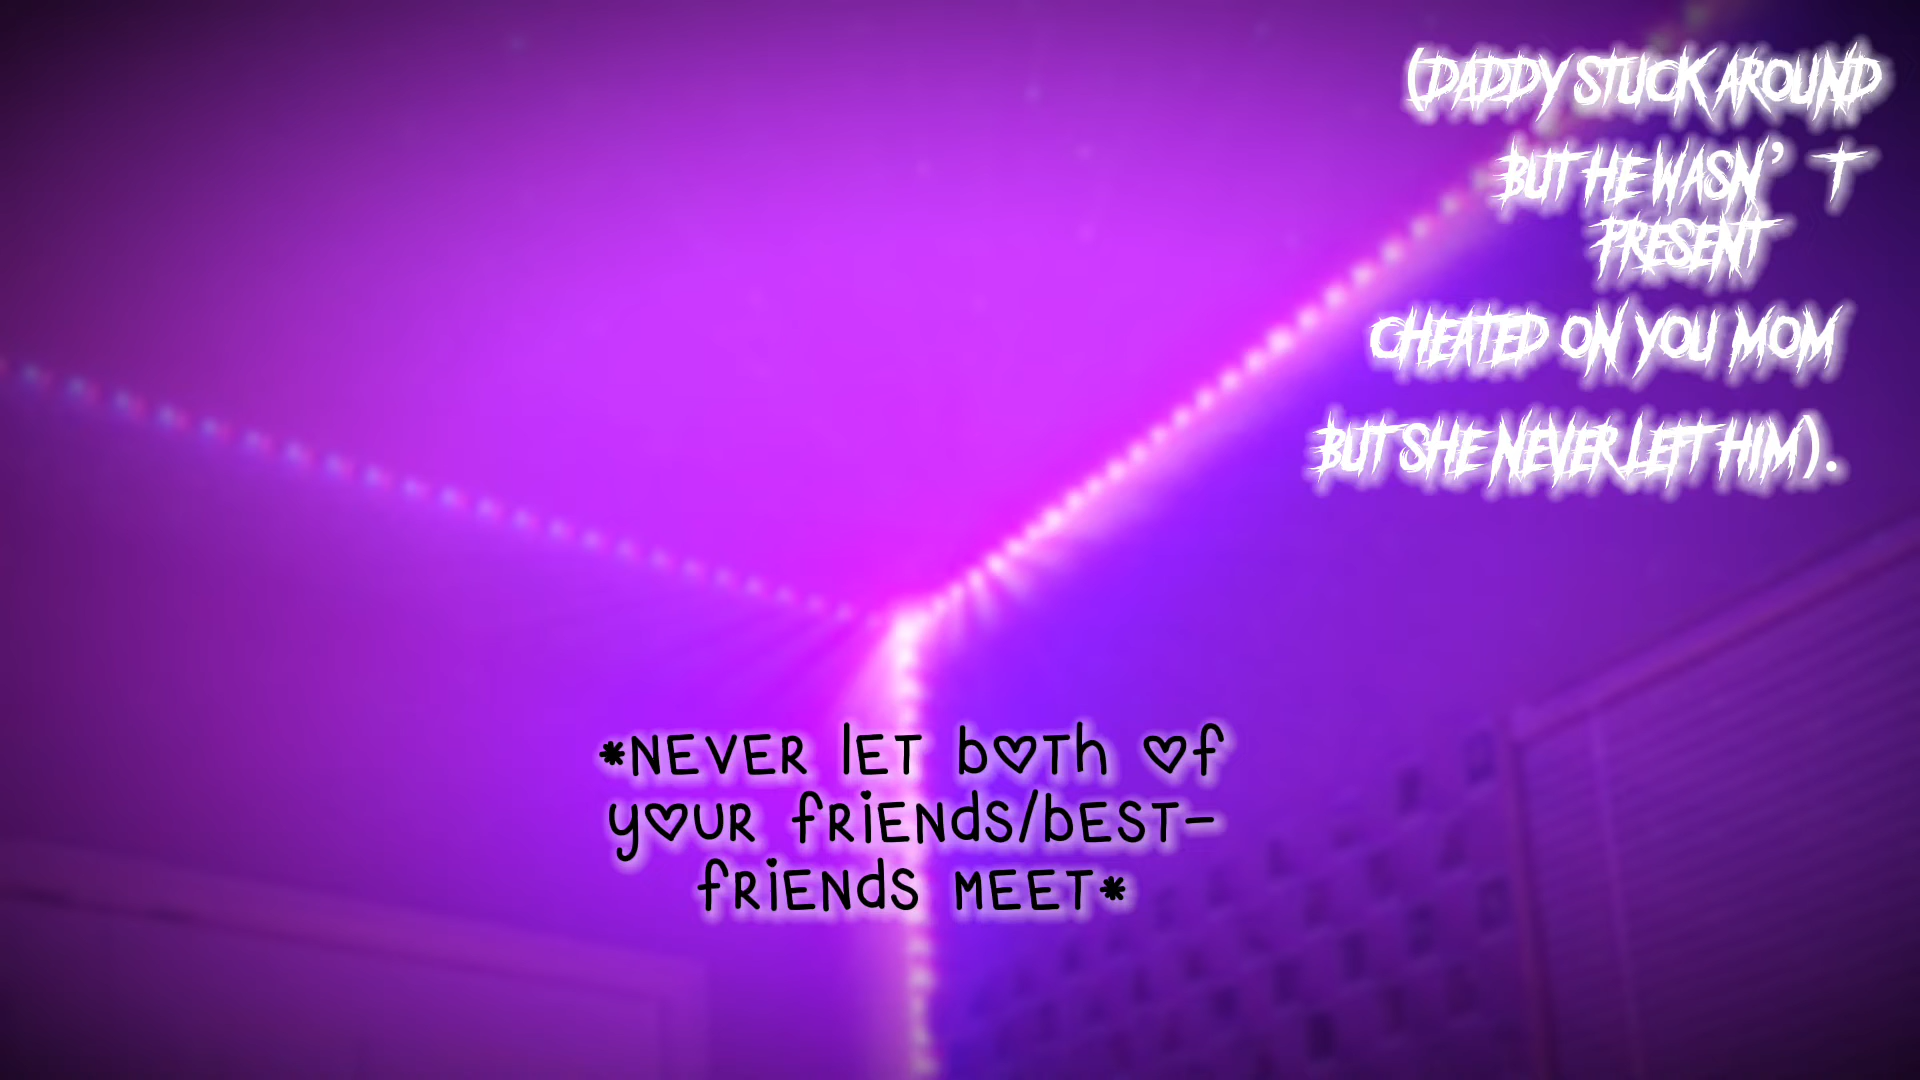 (DADDY STUCK AROUND
BUT HE WASN'T
PRESENT
CHEATED ON YOU MOM
BUT SHE NEVER LEFT HIM).
*NEVER lET bOTh Of
yOUR fRiENdS/bEST-
fRiENdS MEET*